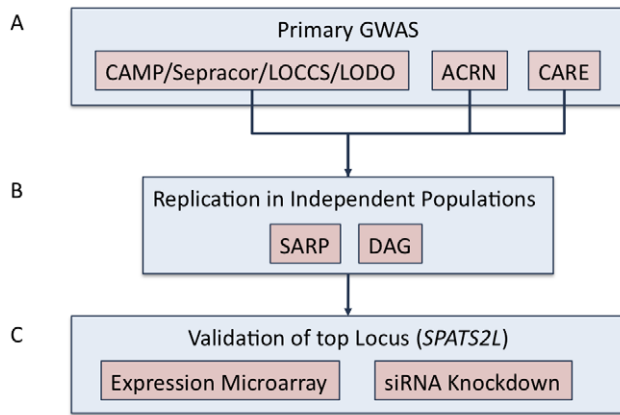 A
Primary GWAS
CAMP/Sepracor/LOCCS/LODO ACRN CARE
B
Replication in Independent Populations
SARP DAG
C
Validation of top Locus (SPATS2L)
Expression Microarray siRNA Knockdown